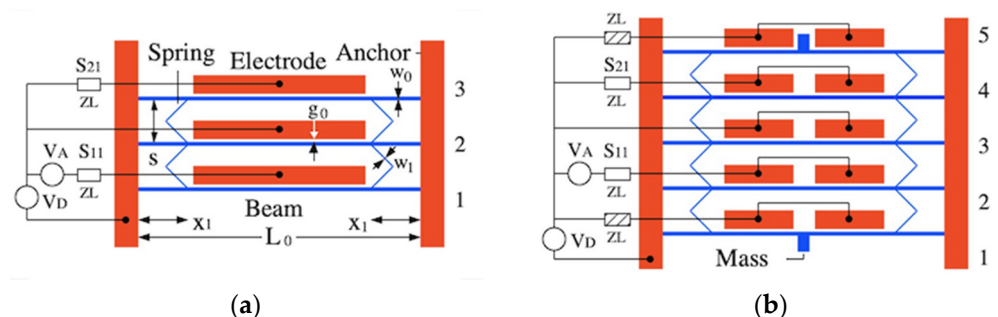 Spring
Electrode
Anchor
S21
ZL
w0
3
g0
s
2
VA
S11
ZL
w1
VD
1
x1
Beam
x1
L0
(a)
ZL
5
S21
ZL
4
3
VA
S11
ZL
2
ZL
VD
Mass
1
(b)